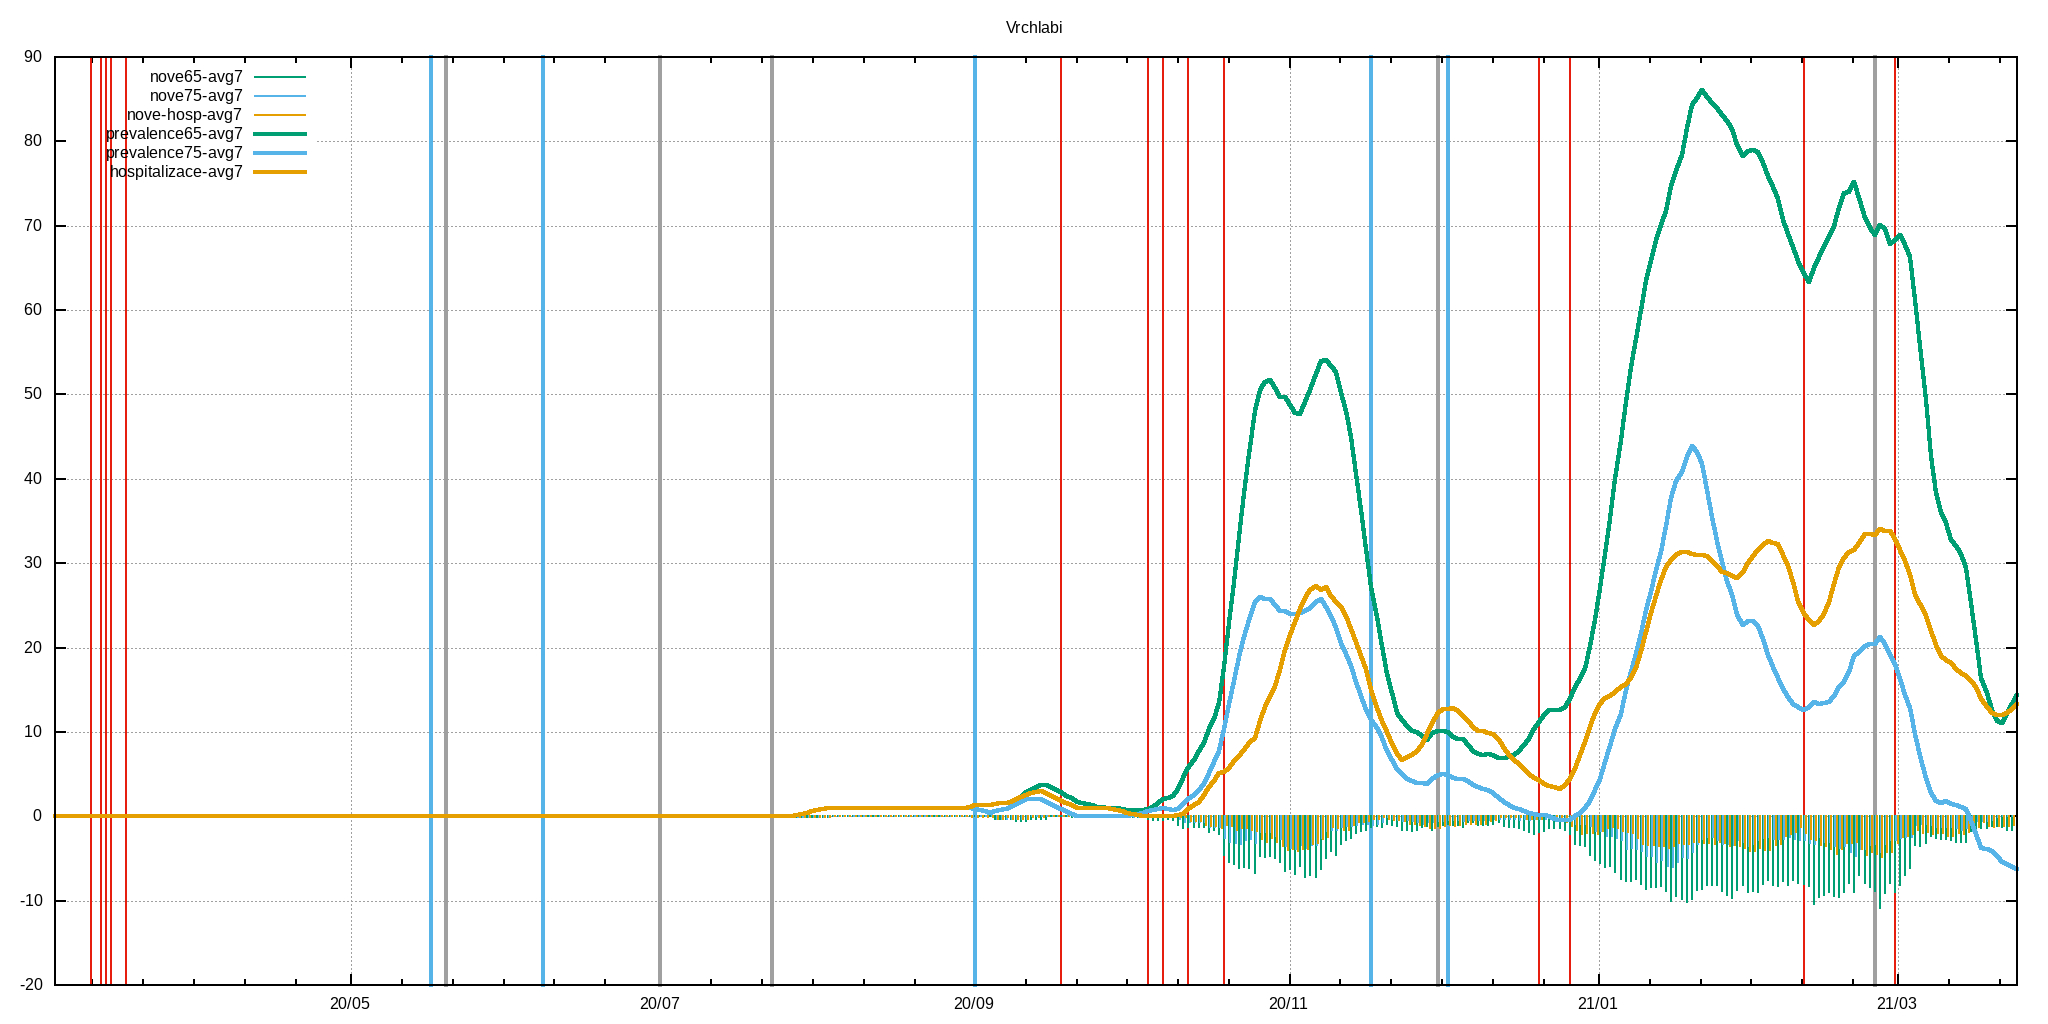 Vrchlabi
90
80
70
60
50
40
30
20
10
0
-10
-20
nove65-avg7
nove75-avg7
nove-hosp-avg7
prevalence65-avg7
prevalence75-avg7
hospitalizace-avg7
20/05 20/07 20/09 20/11 21/01 21/03